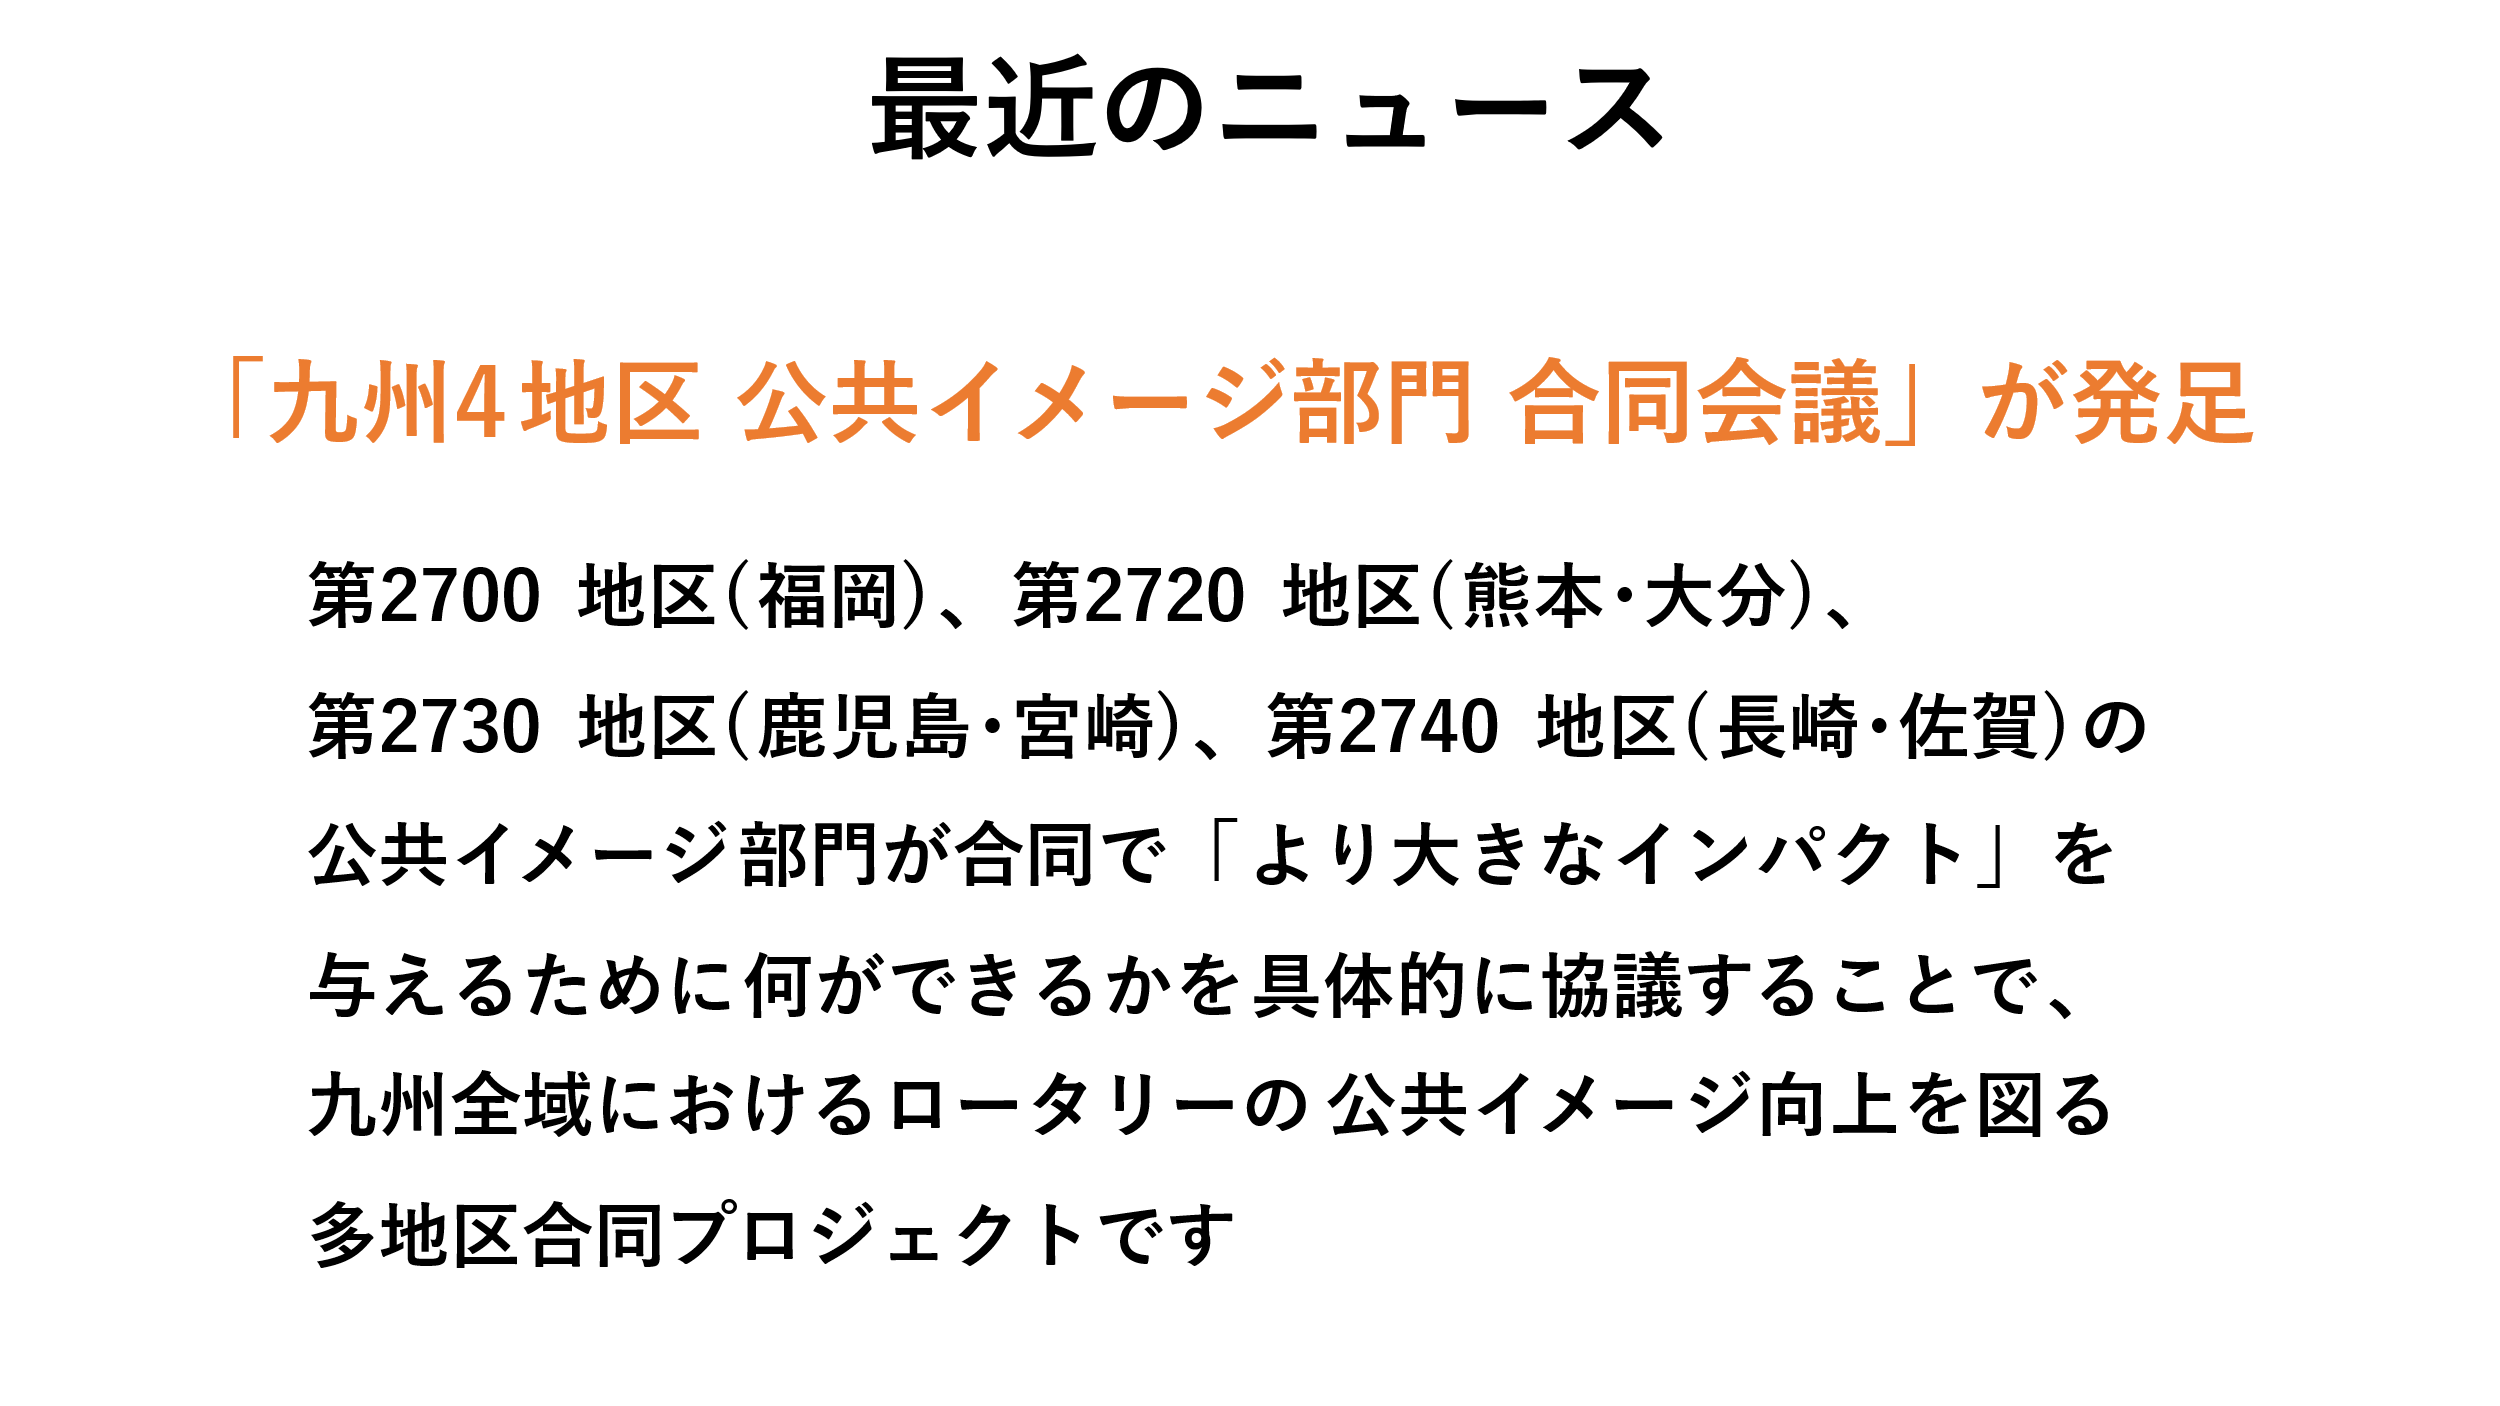 最近のニュース
「九州4地区 公共イメージ部門 合同会議」が発足
第2700 地区(福岡)、第2720 地区(熊本・大分)、
第2730 地区(鹿児島・宮崎)、第2740 地区(長崎・佐賀)の
公共イメージ部門が合同で「より大きなインパクト」を
与えるために何ができるかを具体的に協議することで、
九州全域におけるロータリーの公共イメージ向上を図る
多地区合同プロジェクトです